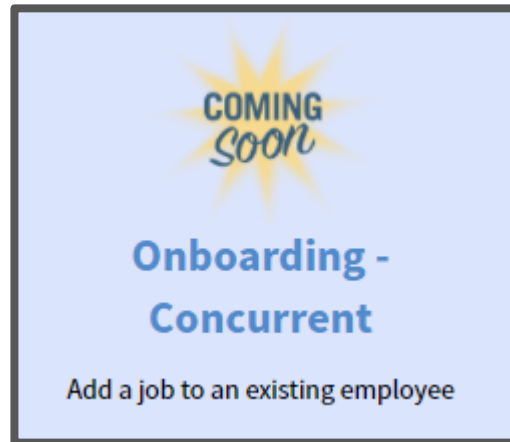 COMING
Soon
Onboarding -
Concurrent
Add a job to an existing employee